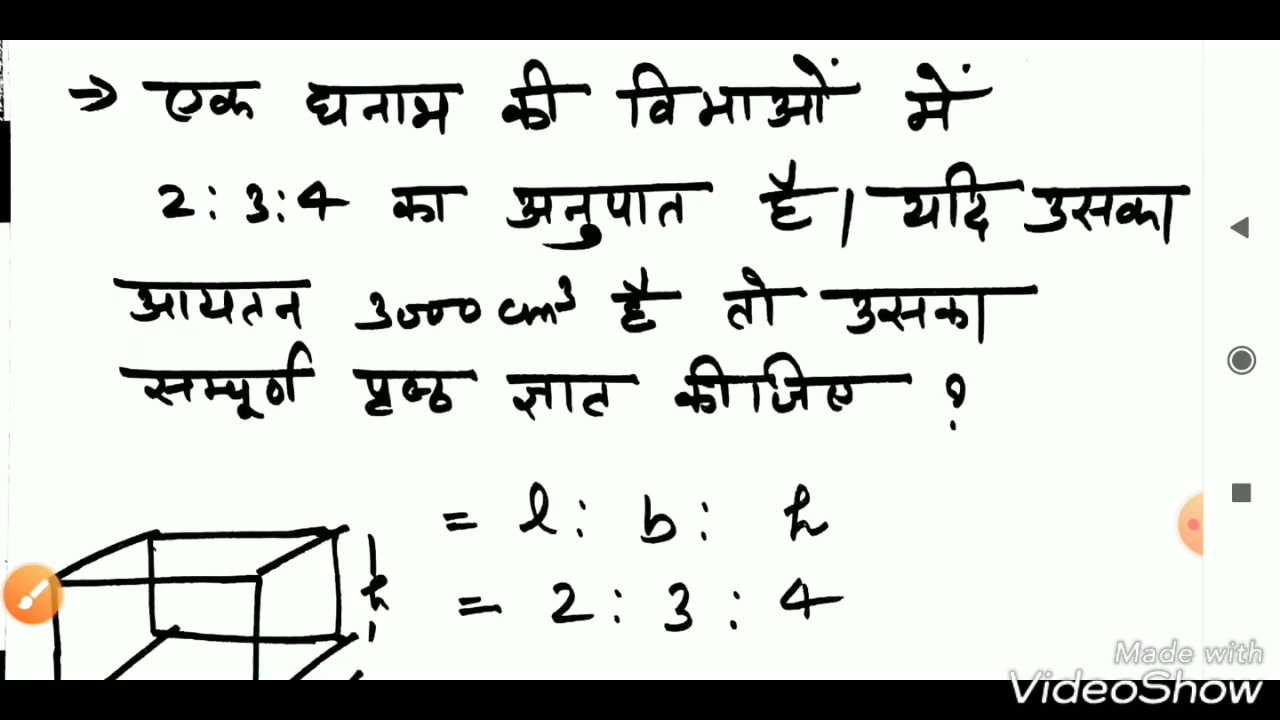 → एक घनाभ की विमाओं में
2 : 3 : 4 का अनुपात है। यदि उसका
आयतन 3000 cm³ है तो उसका
सम्पूर्ण पृष्ठ ज्ञात कीजिए ?
= l : b : h
h
= 2 : 3 : 4
Made with
VideoShow